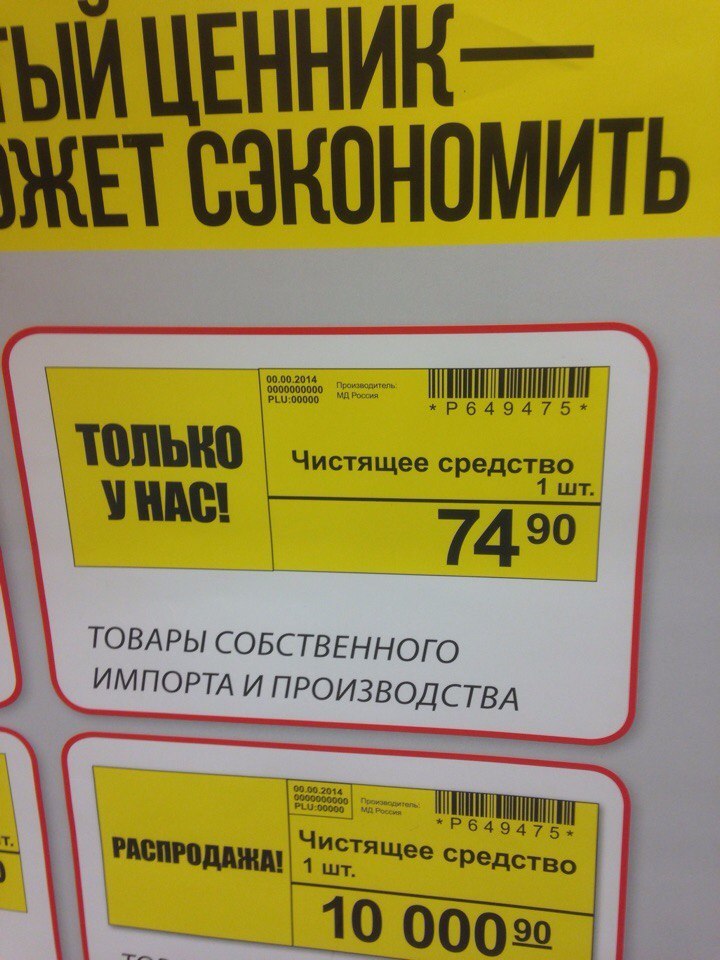 ТЫЙ ЦЕННИК—
ОЖЕТ СЭКОНОМИТЬ
ТОЛЬКО
У НАС!
00.00.2014
0000000000
PLU:00000
Производитель:
МД Россия
*P649475*
Чистящее средство
1 шт.
74 90
ТОВАРЫ СОБСТВЕННОГО
ИМПОРТА И ПРОИЗВОДСТВА
РАСПРОДАЖА!
00.00.2014
0000000000
PLU:00000
Производитель:
МД Россия
*P649475*
Чистящее средство
1 шт.
10 000 90